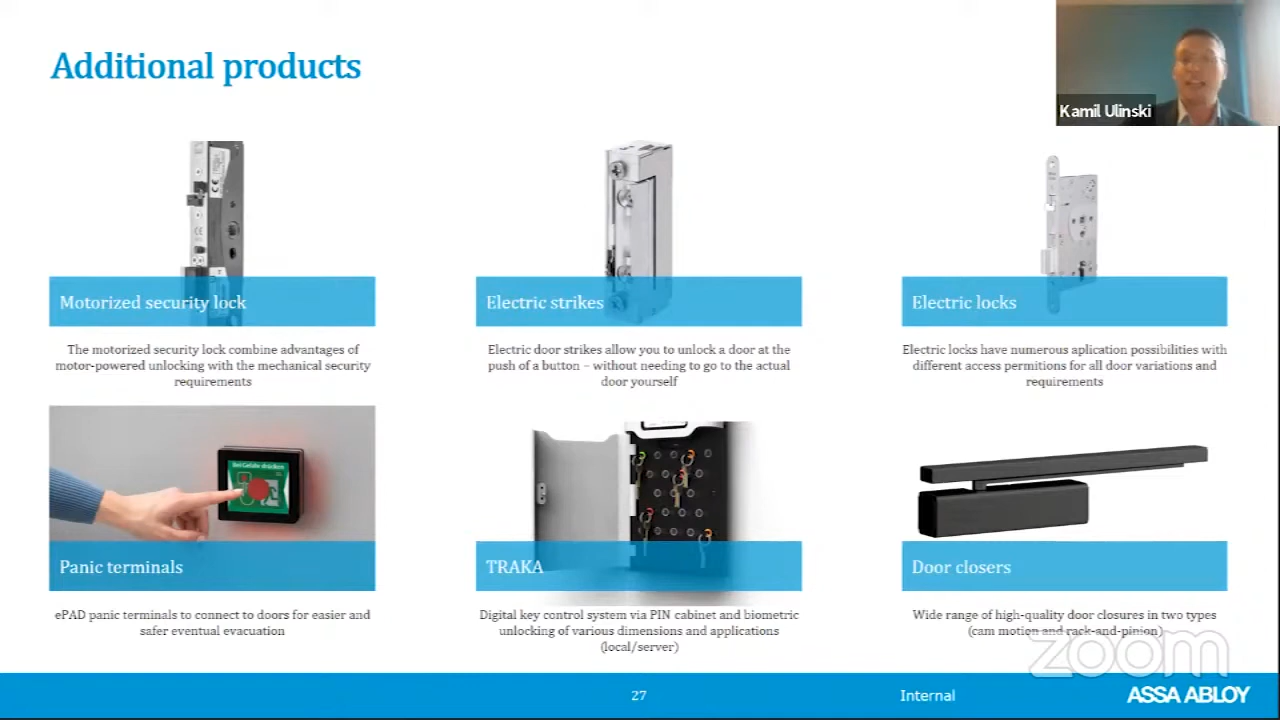 Additional products
Kamil Ulinski
Motorized security lock
Electric strikes
Electric locks
The motorized security lock combine advantages of
motor-powered unlocking with the mechanical security
requirements
Electric door strikes allow you to unlock a door at the
push of a button – without needing to go to the actual
door yourself
Electric locks have numerous aplication possibilities with
different access permitions for all door variations and
requirements
Bei Gefahr drücken
Panic terminals
TRAKA
Door closers
ePAD panic terminals to connect to doors for easier and
safer eventual evacuation
Digital key control system via PIN cabinet and biometric
unlocking of various dimensions and applications
(local/server)
Wide range of high-quality door closures in two types
(cam motion and rack-and-pinion)
zoom
27
Internal
ASSA ABLOY